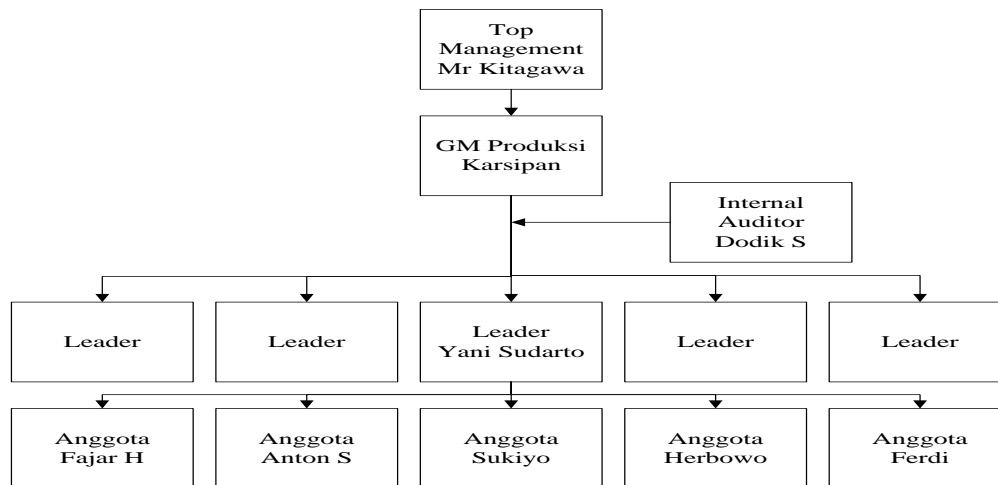 Top
Management
Mr Kitagawa
GM Produksi
Karsipan
Internal
Auditor
Dodik S
Leader
Leader
Leader
Yani Sudarto
Leader
Leader
Anggota
Fajar H
Anggota
Anton S
Anggota
Sukiyo
Anggota
Herbowo
Anggota
Ferdi